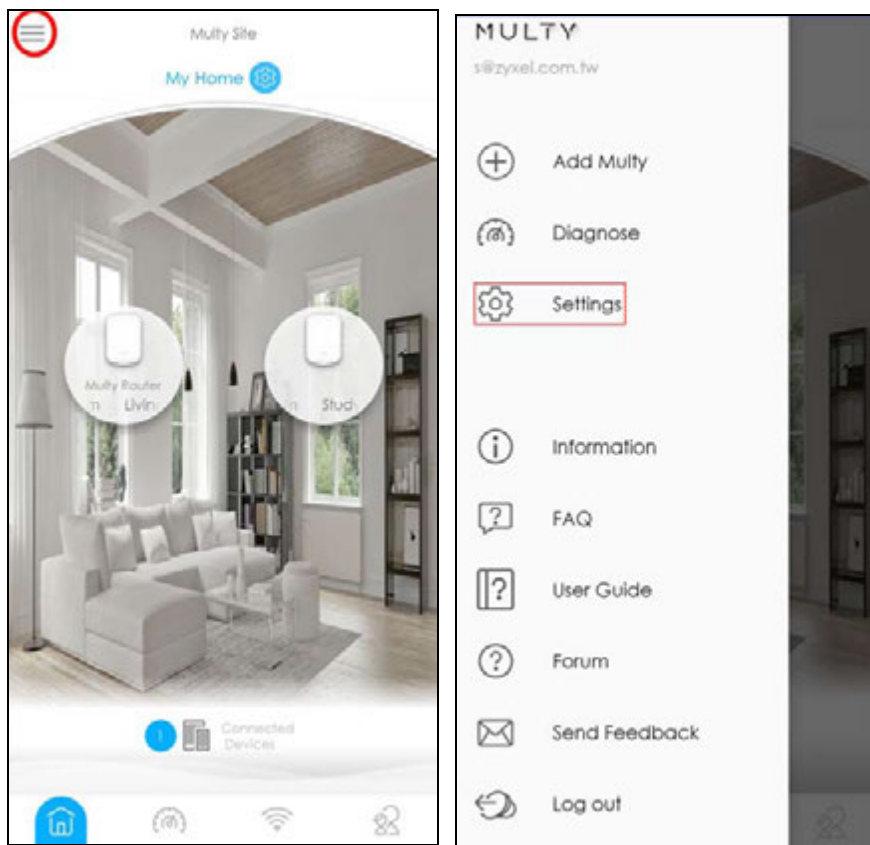 Multy Site
My Home
Multy Router
Livin
Stud
1
Connected
Devices
MULTY
s@zyxel.com.tw
Add Multy
Diagnose
Settings
Information
FAQ
User Guide
Forum
Send Feedback
Log out